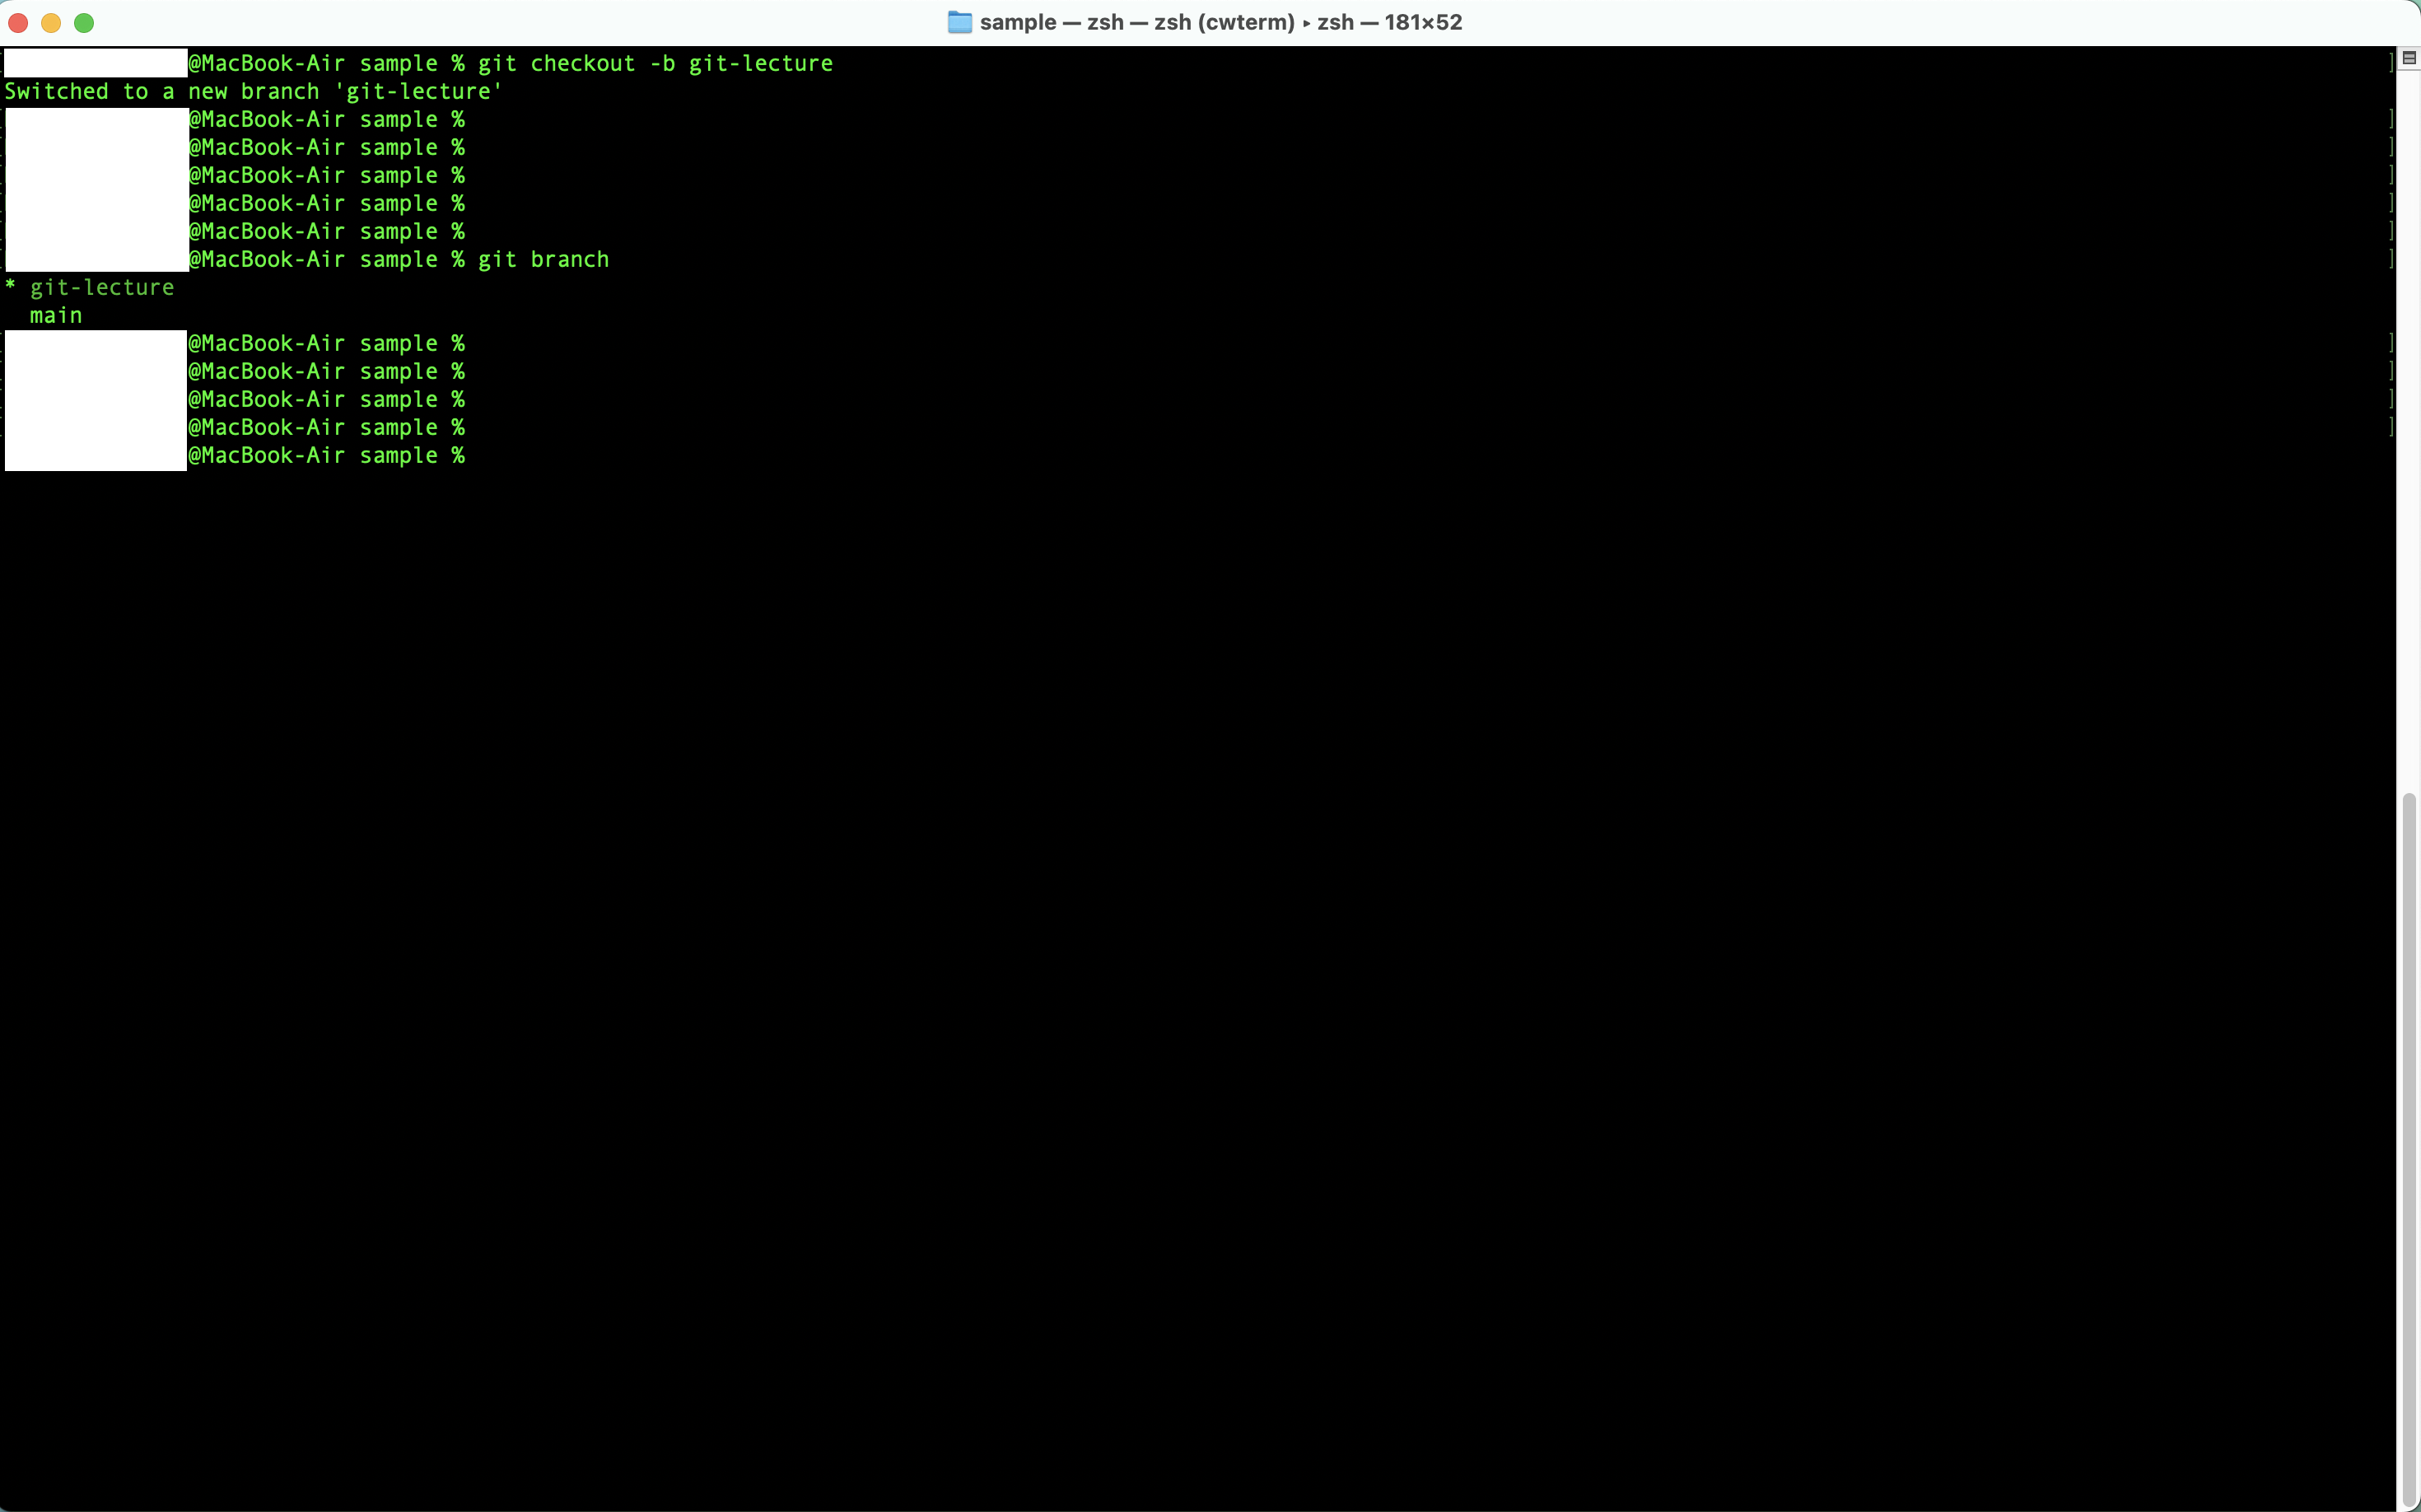 sample — zsh — zsh (cwterm) ▸ zsh — 181×52
@MacBook-Air sample % git checkout -b git-lecture
Switched to a new branch 'git-lecture'
@MacBook-Air sample %
@MacBook-Air sample %
@MacBook-Air sample %
@MacBook-Air sample %
@MacBook-Air sample %
@MacBook-Air sample % git branch
* git-lecture
  main
@MacBook-Air sample %
@MacBook-Air sample %
@MacBook-Air sample %
@MacBook-Air sample %
@MacBook-Air sample %